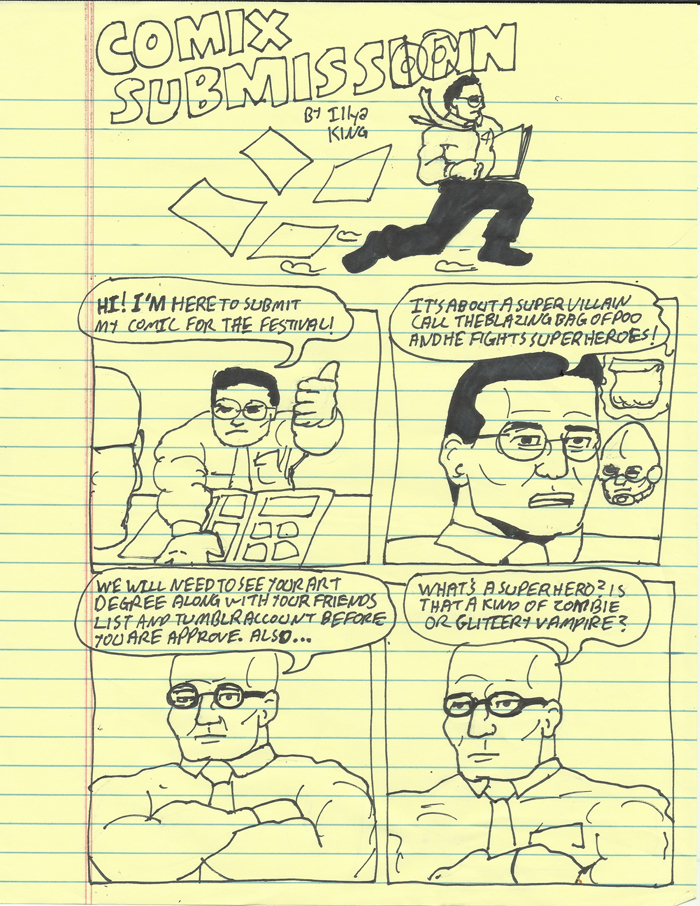 COMIX
SUBMISSION
BY Illya
KING
HI! I'M HERE TO SUBMIT
MY COMIC FOR THE FESTIVAL!
IT'S ABOUT A SUPER VILLAIN
CALL THE BLAZING BAG OF POO
AND HE FIGHTS SUPERHEROES!
WE WILL NEED TO SEE YOUR ART
DEGREE ALONG WITH YOUR FRIENDS
LIST AND TUMBLR ACCOUNT BEFORE
YOU ARE APPROVE. ALSO...
WHAT'S A SUPERHERO? IS
THAT A KIND OF ZOMBIE
OR GLITTERY VAMPIRE?